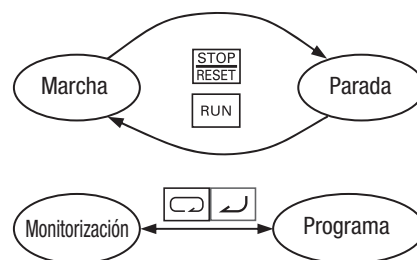 STOP
RESET
Marcha
Parada
RUN
Monitorización
Programa